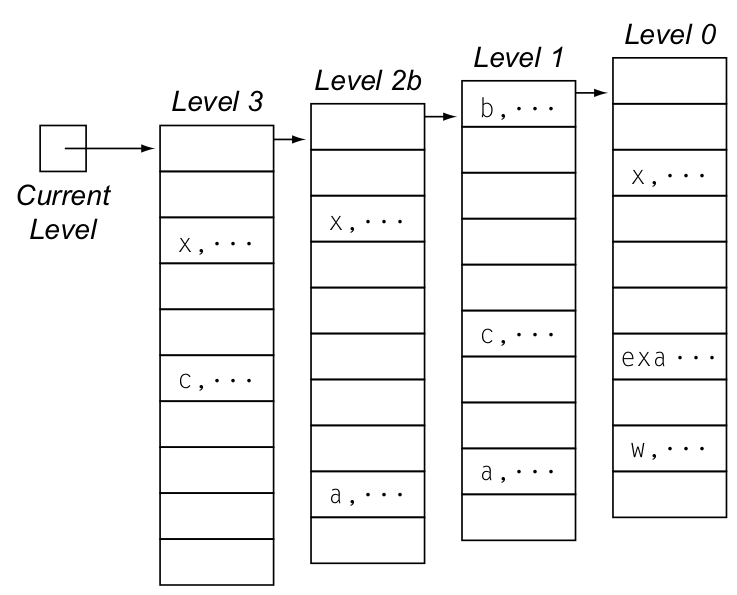 Level 0
Level 1
Level 2b
Level 3
b,···
x,···
x,···
x,···
Current
Level
c,···
exa ···
c,···
w,···
a,···
a,···